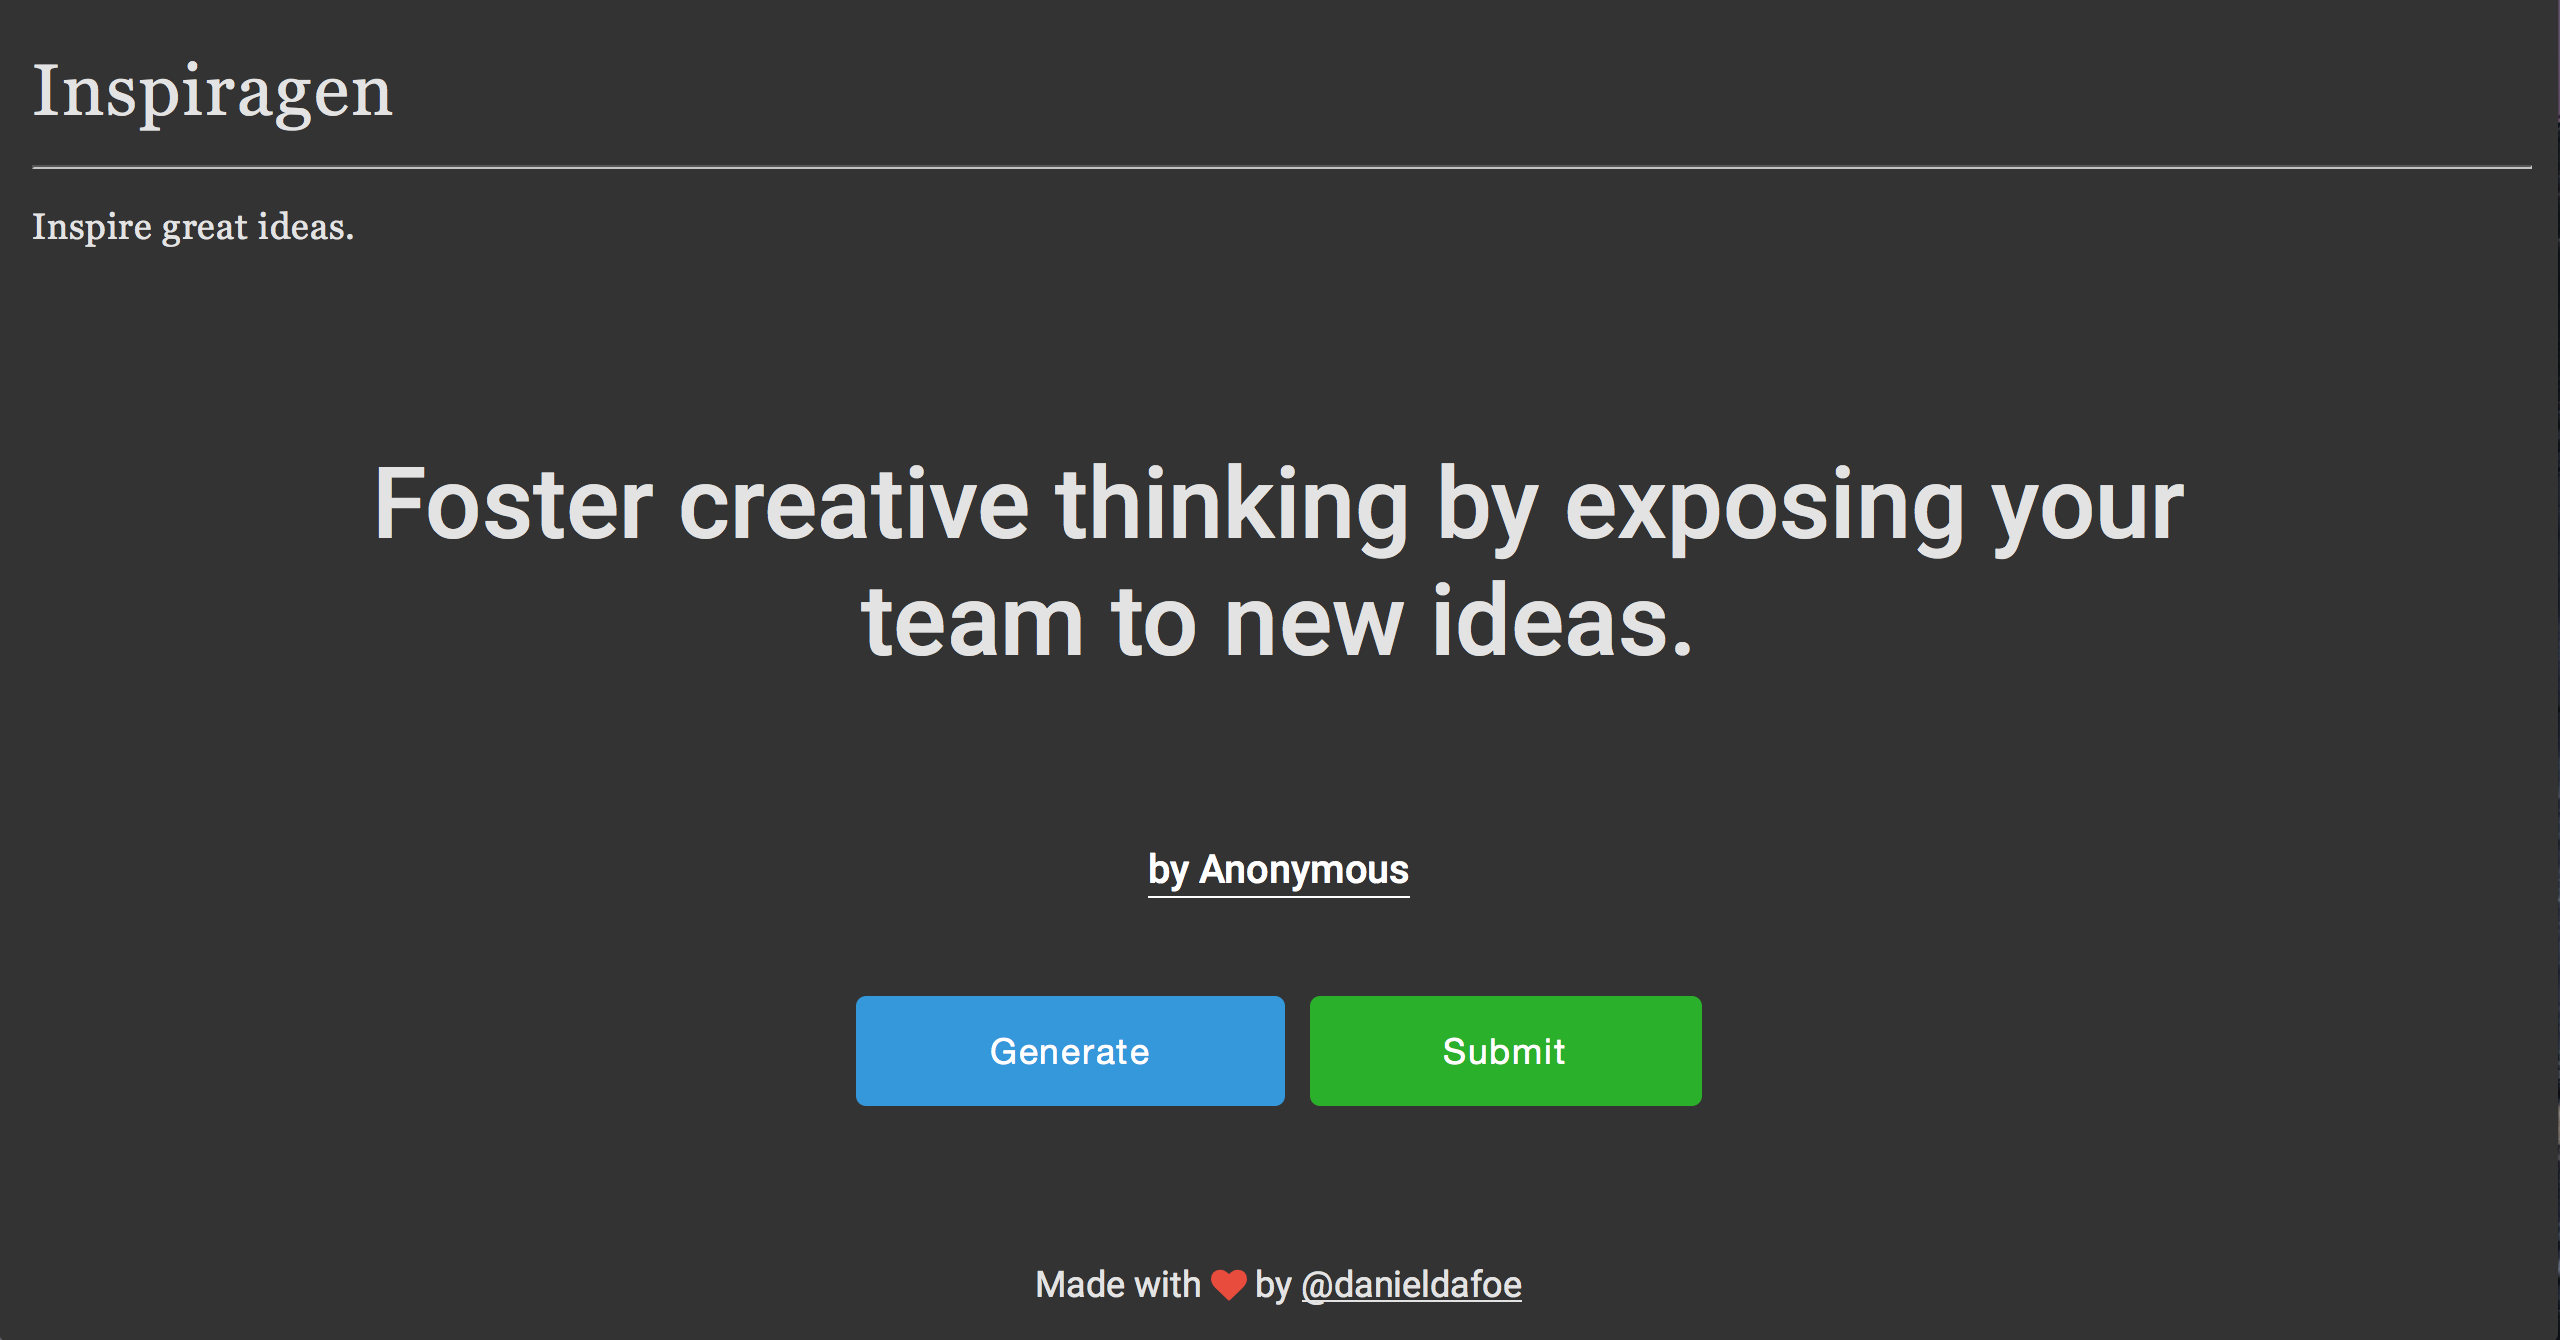 Inspiragen
Inspire great ideas.
Foster creative thinking by exposing your
team to new ideas.
by Anonymous
Generate
Submit
Made with ❤ by @danieldafoe